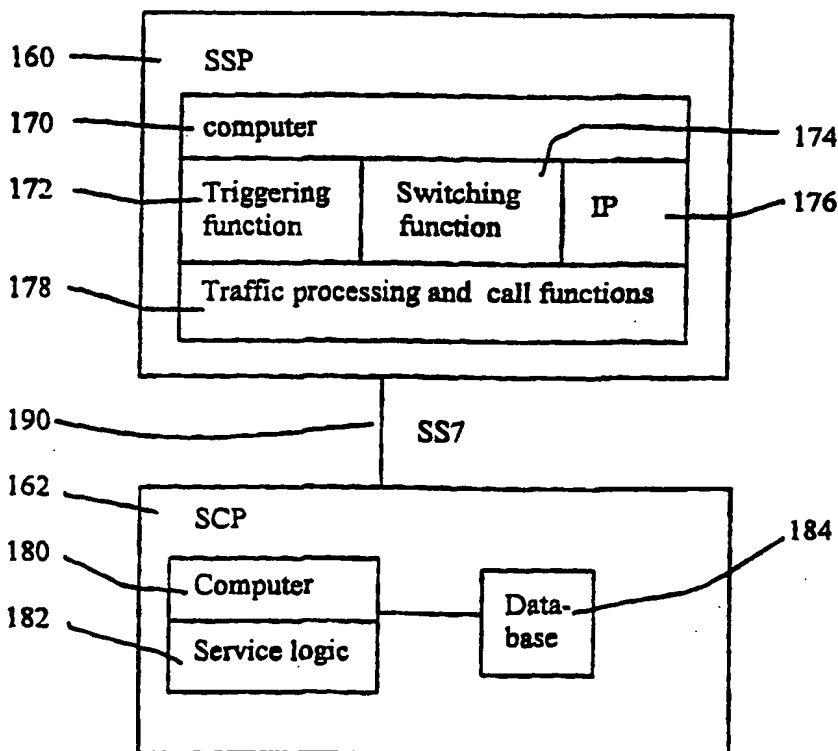 160
SSP
170
computer
174
172
Triggering
function
Switching
function
IP
176
178
Traffic processing and call functions
190
SS7
162
SCP
180
Computer
184
Data-
base
182
Service logic